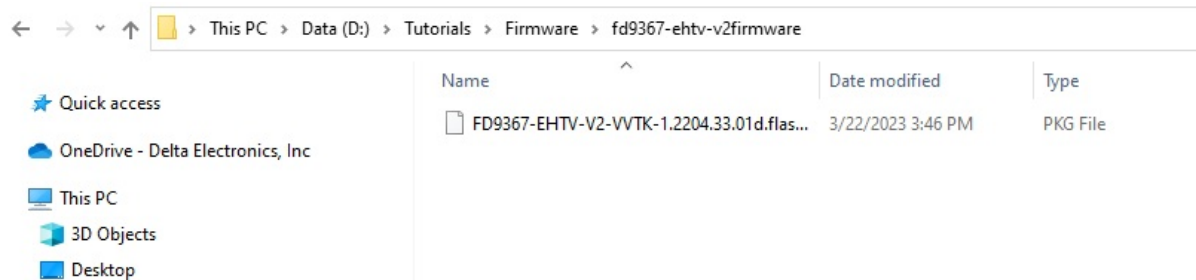 This PC > Data (D:) > Tutorials > Firmware > fd9367-ehtv-v2firmware
Name Date modified Type
Quick access
FD9367-EHTV-V2-VVTK-1.2204.33.01d.flas... 3/22/2023 3:46 PM PKG File
OneDrive - Delta Electronics, Inc
This PC
3D Objects
Desktop